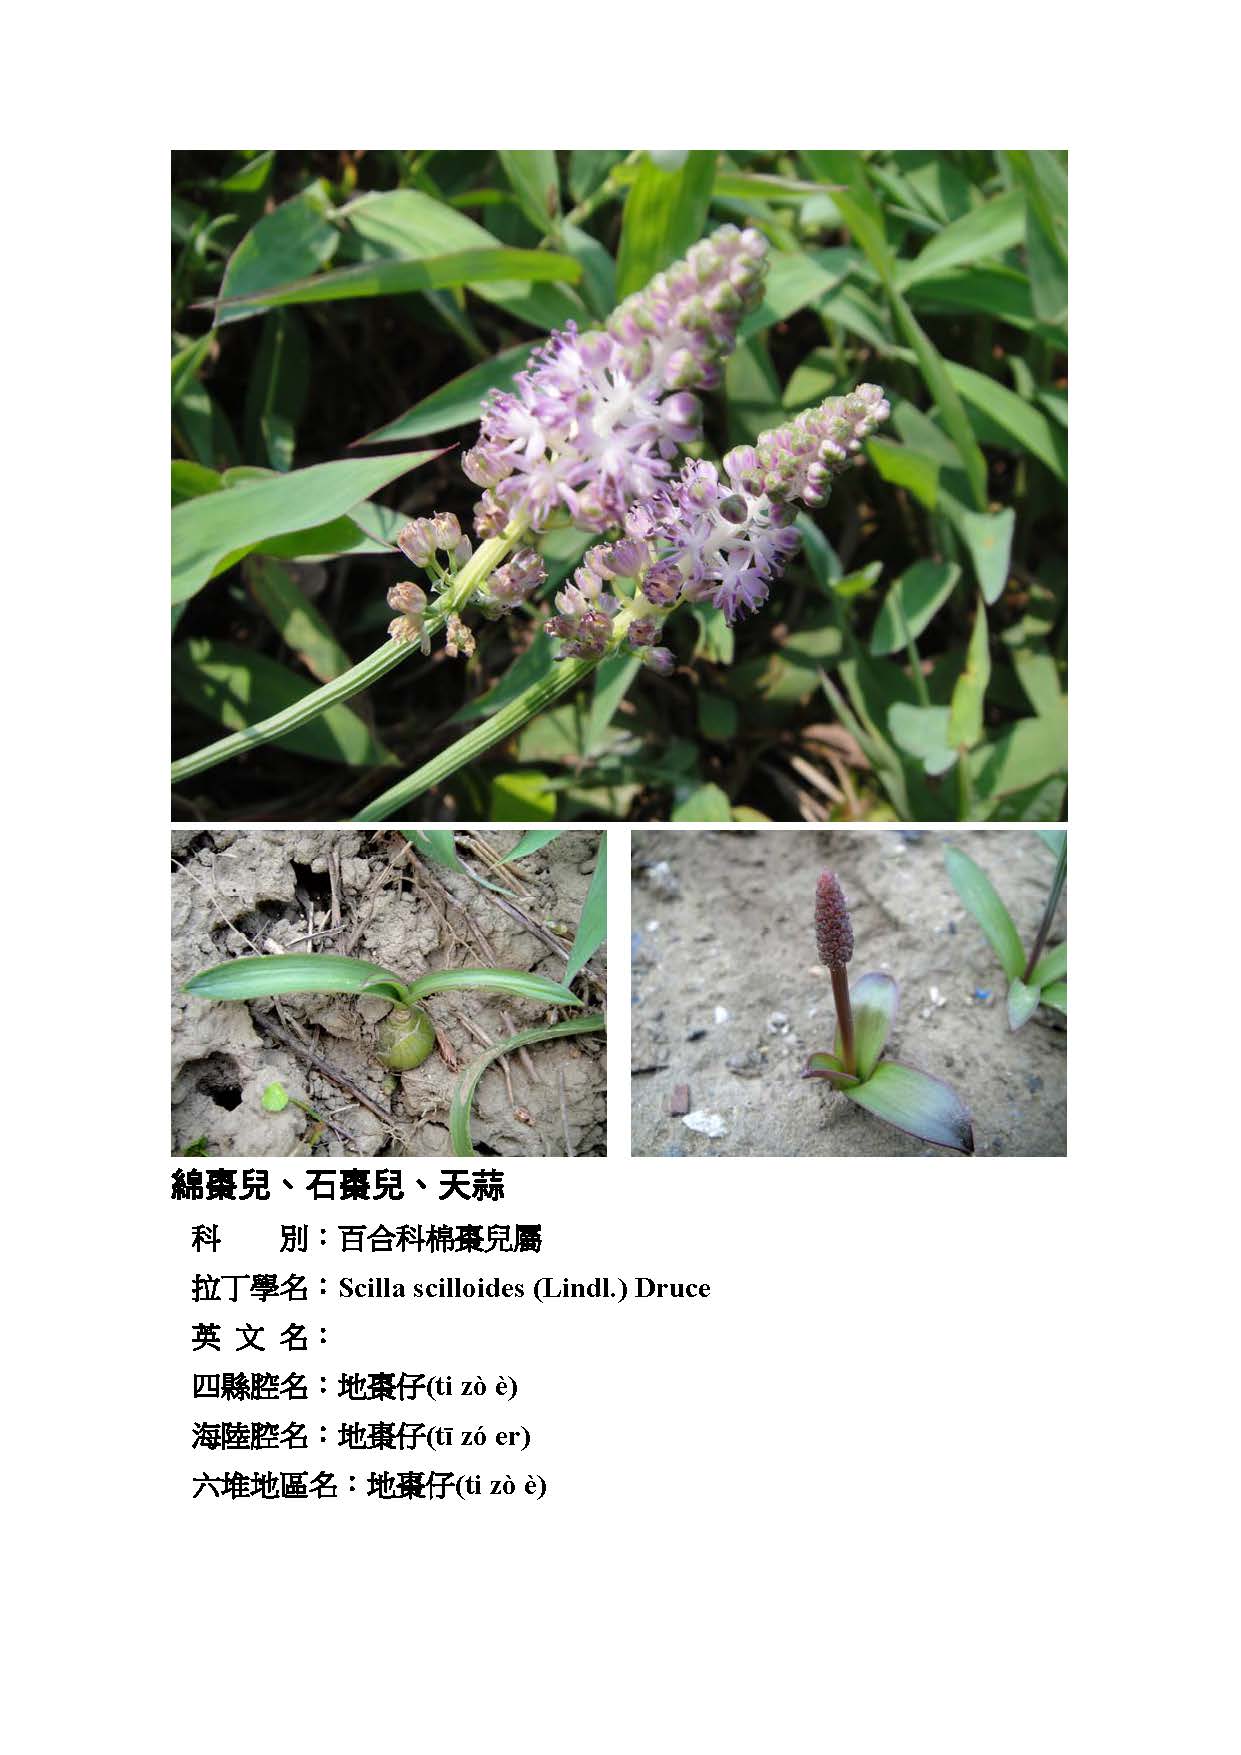 綿棗兒、石棗兒、天蒜
科　　別：百合科棉棗兒屬
拉丁學名：Scilla scilloides (Lindl.) Druce
英 文 名：
四縣腔名：地棗仔(ti zò è)
海陸腔名：地棗仔(tī zó er)
六堆地區名：地棗仔(ti zò è)